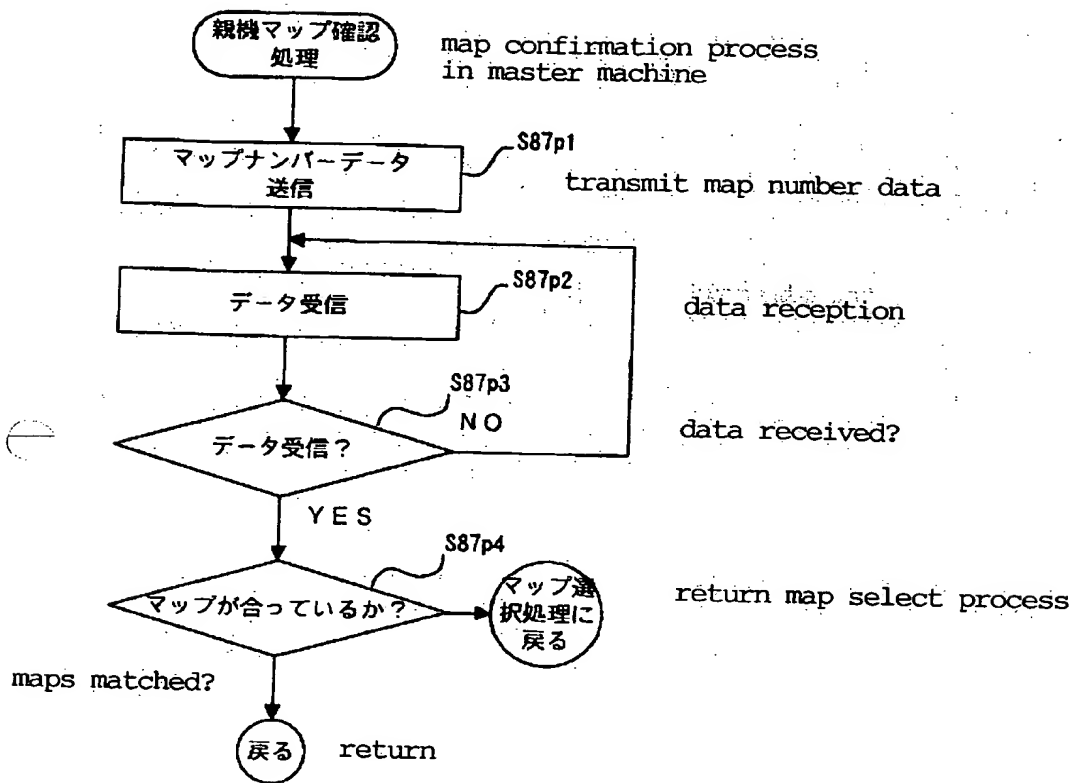 親機マップ確認
処理
map confirmation process
in master machine
S87p1
マップナンバーデータ
送信
transmit map number data
S87p2
データ受信
data reception
S87p3
NO
データ受信？
data received?
YES
S87p4
マップが合っているか？
マップ選
択処理に
戻る
return map select process
maps matched?
戻る
return